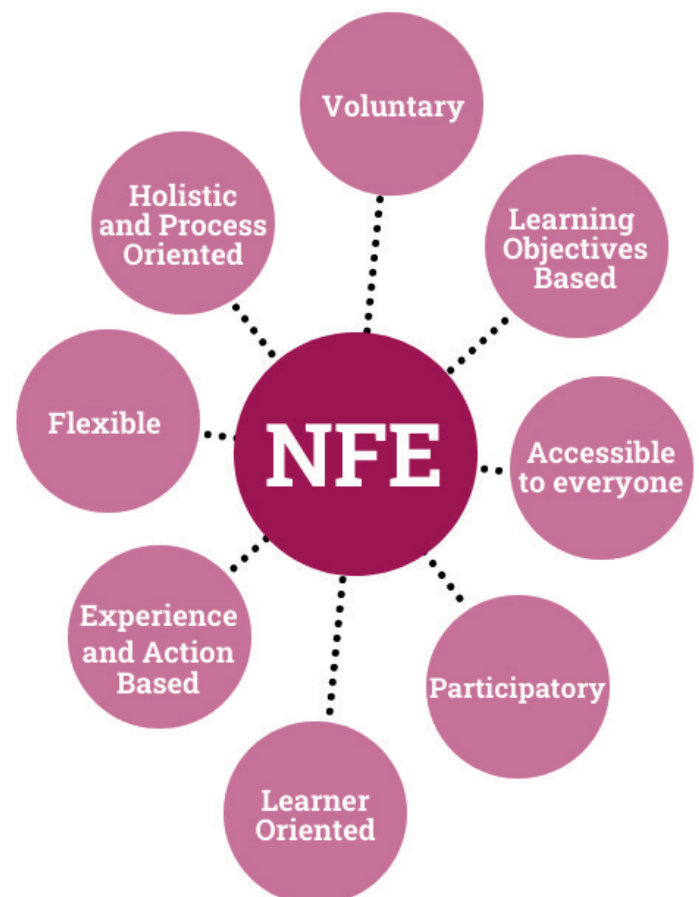 Voluntary
Holistic
and Process
Oriented
Learning
Objectives
Based
Flexible
NFE
Accessible
to everyone
Experience
and Action
Based
Participatory
Learner
Oriented